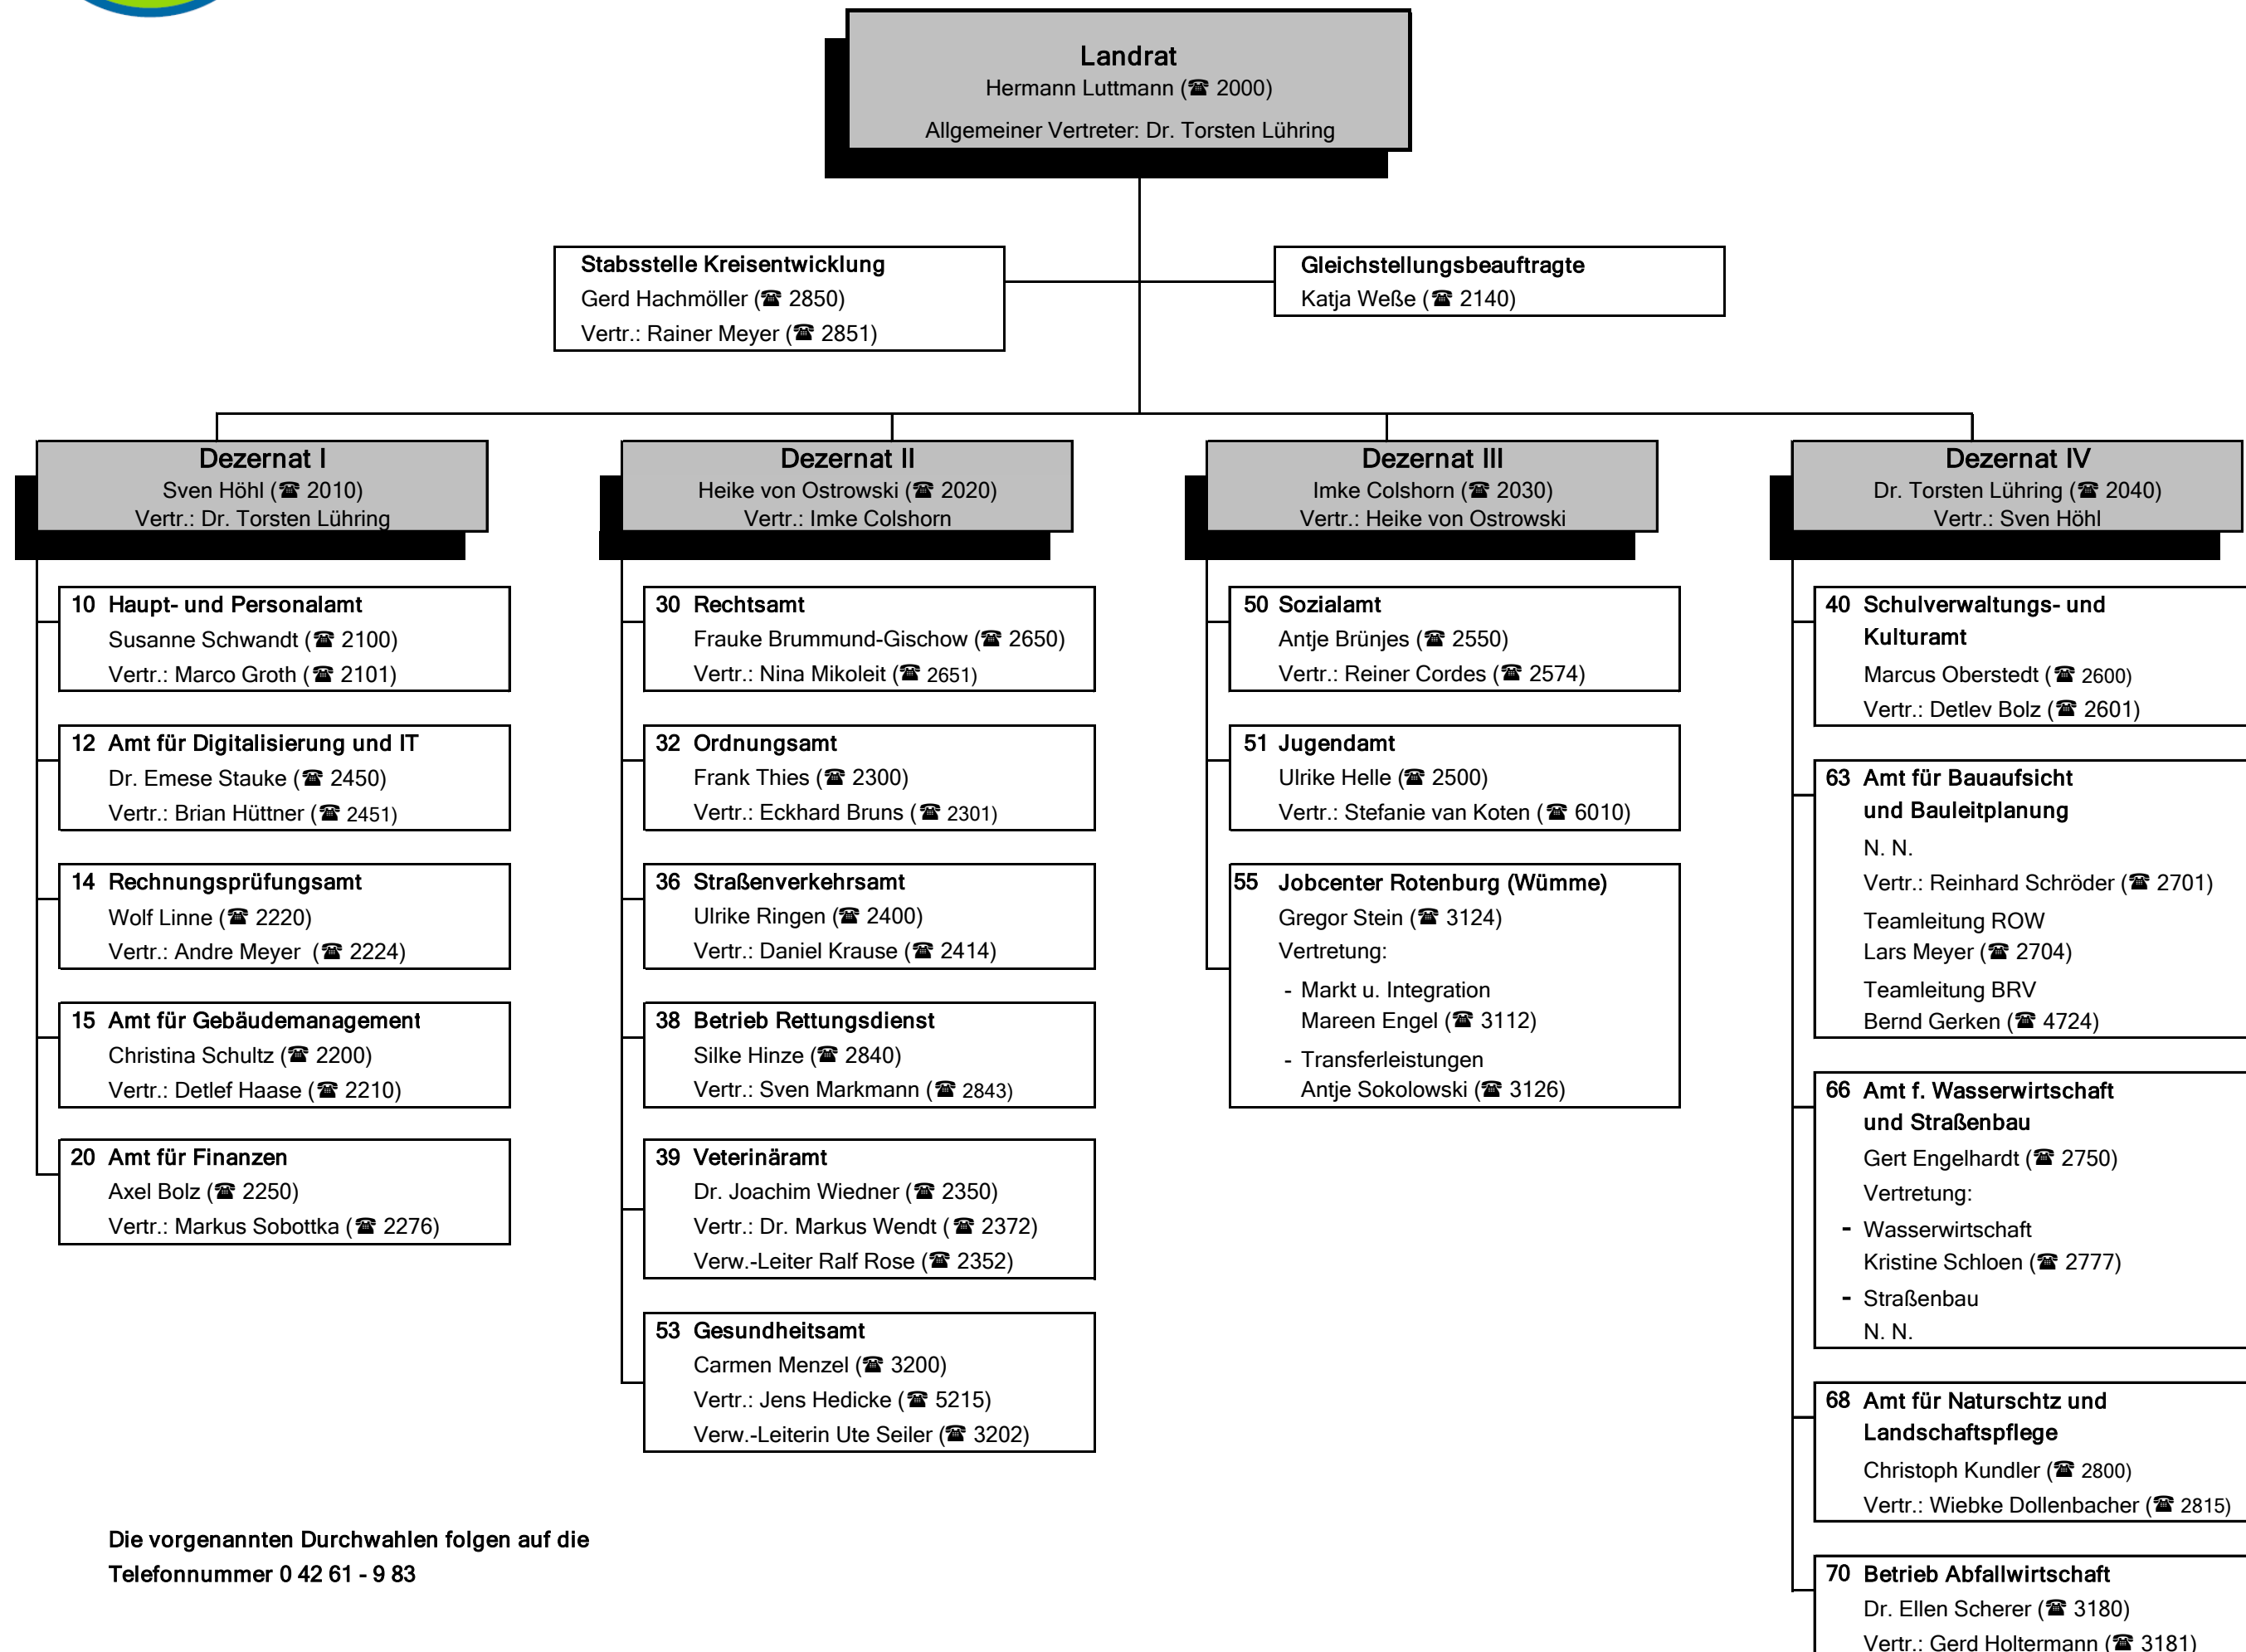 Landrat
Hermann Luttmann (☎ 2000)
Allgemeiner Vertreter: Dr. Torsten Lühring
Stabsstelle Kreisentwicklung
Gerd Hachmöller (☎ 2850)
Vertr.: Rainer Meyer (☎ 2851)
Gleichstellungsbeauftragte
Katja Weße (☎ 2140)
Dezernat I
Sven Höhl (☎ 2010)
Vertr.: Dr. Torsten Lühring
10 Haupt- und Personalamt
Susanne Schwandt (☎ 2100)
Vertr.: Marco Groth (☎ 2101)
12 Amt für Digitalisierung und IT
Dr. Emese Stauke (☎ 2450)
Vertr.: Brian Hüttner (☎ 2451)
14 Rechnungsprüfungsamt
Wolf Linne (☎ 2220)
Vertr.: Andre Meyer (☎ 2224)
15 Amt für Gebäudemanagement
Christina Schultz (☎ 2200)
Vertr.: Detlef Haase (☎ 2210)
20 Amt für Finanzen
Axel Bolz (☎ 2250)
Vertr.: Markus Sobottka (☎ 2276)
Dezernat II
Heike von Ostrowski (☎ 2020)
Vertr.: Imke Colshorn
30 Rechtsamt
Frauke Brummund-Gischow (☎ 2650)
Vertr.: Nina Mikoleit (☎ 2651)
32 Ordnungsamt
Frank Thies (☎ 2300)
Vertr.: Eckhard Bruns (☎ 2301)
36 Straßenverkehrsamt
Ulrike Ringen (☎ 2400)
Vertr.: Daniel Krause (☎ 2414)
38 Betrieb Rettungsdienst
Silke Hinze (☎ 2840)
Vertr.: Sven Markmann (☎ 2843)
39 Veterinäramt
Dr. Joachim Wiedner (☎ 2350)
Vertr.: Dr. Markus Wendt (☎ 2372)
Verw.-Leiter Ralf Rose (☎ 2352)
53 Gesundheitsamt
Carmen Menzel (☎ 3200)
Vertr.: Jens Hedicke (☎ 5215)
Verw.-Leiterin Ute Seiler (☎ 3202)
Dezernat III
Imke Colshorn (☎ 2030)
Vertr.: Heike von Ostrowski
50 Sozialamt
Antje Brünjes (☎ 2550)
Vertr.: Reiner Cordes (☎ 2574)
51 Jugendamt
Ulrike Helle (☎ 2500)
Vertr.: Stefanie van Koten (☎ 6010)
55 Jobcenter Rotenburg (Wümme)
Gregor Stein (☎ 3124)
Vertretung:
- Markt u. Integration
Mareen Engel (☎ 3112)
- Transferleistungen
Antje Sokolowski (☎ 3126)
Dezernat IV
Dr. Torsten Lühring (☎ 2040)
Vertr.: Sven Höhl
40 Schulverwaltungs- und
Kulturamt
Marcus Oberstedt (☎ 2600)
Vertr.: Detlev Bolz (☎ 2601)
63 Amt für Bauaufsicht
und Bauleitplanung
N. N.
Vertr.: Reinhard Schröder (☎ 2701)
Teamleitung ROW
Lars Meyer (☎ 2704)
Teamleitung BRV
Bernd Gerken (☎ 4724)
66 Amt f. Wasserwirtschaft
und Straßenbau
Gert Engelhardt (☎ 2750)
Vertretung:
- Wasserwirtschaft
Kristine Schloen (☎ 2777)
- Straßenbau
N. N.
68 Amt für Naturschtz und
Landschaftspflege
Christoph Kundler (☎ 2800)
Vertr.: Wiebke Dollenbacher (☎ 2815)
70 Betrieb Abfallwirtschaft
Dr. Ellen Scherer (☎ 3180)
Vertr.: Gerd Holtermann (☎ 3181)
Die vorgenannten Durchwahlen folgen auf die
Telefonnummer 0 42 61 - 9 83